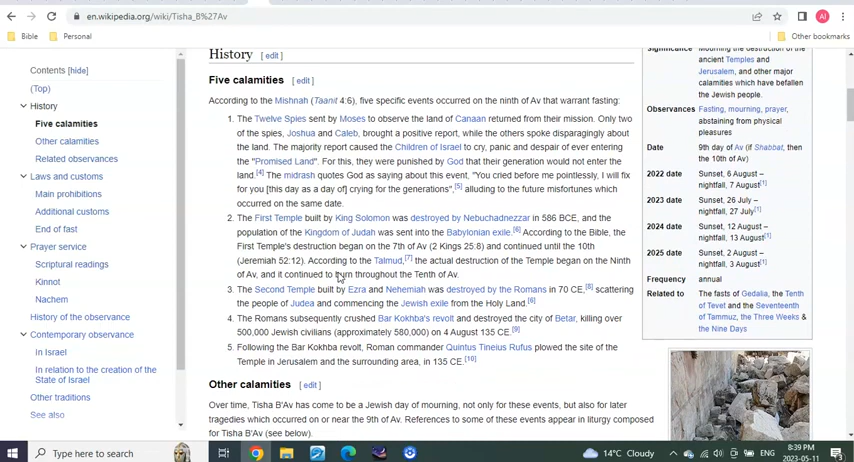 en.wikipedia.org/wiki/Tisha_B%27Av
AI
Bible
Personal
Other bookmarks
Contents [hide]
(Top)
History
Five calamities
Other calamities
Related observances
Laws and customs
Main prohibitions
Additional customs
End of fast
Prayer service
Scriptural readings
Kinnot
Nachem
History of the observance
Contemporary observance
In Israel
In relation to the creation of the
State of Israel
Other traditions
See also
History [ edit ]
Five calamities [ edit ]
According to the Mishnah (Taanit 4:6), five specific events occurred on the ninth of Av that warrant fasting:
1. The Twelve Spies sent by Moses to observe the land of Canaan returned from their mission. Only two
of the spies, Joshua and Caleb, brought a positive report, while the others spoke disparagingly about
the land. The majority report caused the Children of Israel to cry, panic and despair of ever entering
the "Promised Land". For this, they were punished by God that their generation would not enter the
land.[4] The midrash quotes God as saying about this event, "You cried before me pointlessly, I will fix
for you [this day as a day of] crying for the generations",[5] alluding to the future misfortunes which
occurred on the same date.
2. The First Temple built by King Solomon was destroyed by Nebuchadnezzar in 586 BCE, and the
population of the Kingdom of Judah was sent into the Babylonian exile.[6] According to the Bible, the
First Temple's destruction began on the 7th of Av (2 Kings 25:8) and continued until the 10th
(Jeremiah 52:12). According to the Talmud,[7] the actual destruction of the Temple began on the Ninth
of Av, and it continued to burn throughout the Tenth of Av.
3. The Second Temple built by Ezra and Nehemiah was destroyed by the Romans in 70 CE,[8] scattering
the people of Judea and commencing the Jewish exile from the Holy Land.[6]
4. The Romans subsequently crushed Bar Kokhba's revolt and destroyed the city of Betar, killing over
500,000 Jewish civilians (approximately 580,000) on 4 August 135 CE.[9]
5. Following the Bar Kokhba revolt, Roman commander Quintus Tineius Rufus plowed the site of the
Temple in Jerusalem and the surrounding area, in 135 CE.[10]
Other calamities [ edit ]
Over time, Tisha B'Av has come to be a Jewish day of mourning, not only for these events, but also for later
tragedies which occurred on or near the 9th of Av. References to some of these events appear in liturgy composed
for Tisha B'Av (see below).
Significance Mourning the destruction of the
ancient Temples and
Jerusalem, and other major
calamities which have befallen
the Jewish people.
Observances Fasting, mourning, prayer,
abstaining from physical
pleasures
Date 9th day of Av (if Shabbat, then
the 10th of Av)
2022 date Sunset, 6 August –
nightfall, 7 August[1]
2023 date Sunset, 26 July –
nightfall, 27 July[1]
2024 date Sunset, 12 August –
nightfall, 13 August[1]
2025 date Sunset, 2 August –
nightfall, 3 August[1]
Frequency annual
Related to The fasts of Gedalia, the Tenth
of Tevet and the Seventeenth
of Tammuz, the Three Weeks &
the Nine Days
Type here to search
14°C Cloudy
ENG
8:39 PM
2023-05-11